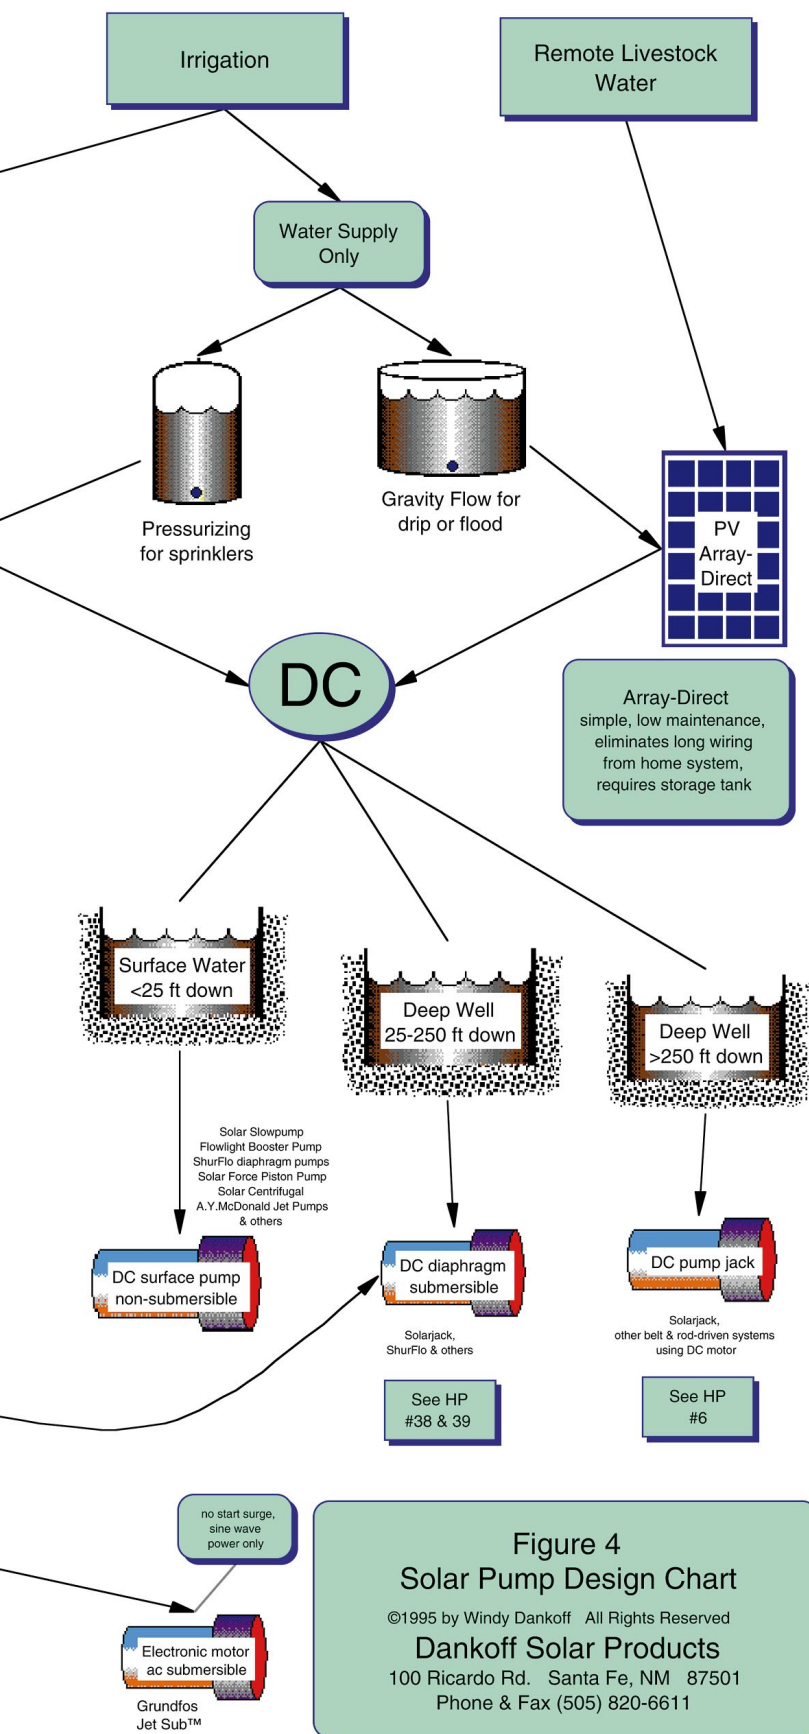 Irrigation
Remote Livestock
Water
Water Supply
Only
Pressurizing
for sprinklers
Gravity Flow for
drip or flood
PV
Array-
Direct
DC
Array-Direct
simple, low maintenance,
eliminates long wiring
from home system,
requires storage tank
Surface Water
<25 ft down
Deep Well
25-250 ft down
Deep Well
>250 ft down
Solar Slowpump
Flowlight Booster Pump
ShurFlo diaphragm pumps
Solar Force Piston Pump
Solar Centrifugal
A.Y.McDonald Jet Pumps
& others
DC surface pump
non-submersible
DC diaphragm
submersible
DC pump jack
Solarjack,
ShurFlo & others
Solarjack,
other belt & rod-driven systems
using DC motor
See HP
#38 & 39
See HP
#6
no start surge,
sine wave
power only
Electronic motor
ac submersible
Grundfos
Jet Sub™
Figure 4
Solar Pump Design Chart
©1995 by Windy Dankoff All Rights Reserved
Dankoff Solar Products
100 Ricardo Rd. Santa Fe, NM 87501
Phone & Fax (505) 820-6611